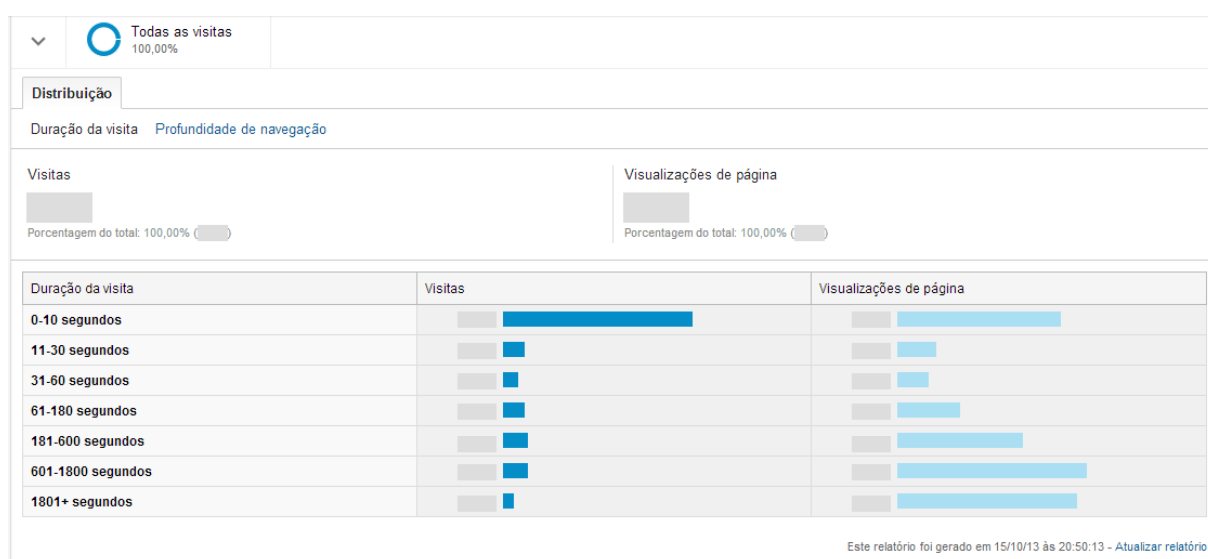 Todas as visitas
100,00%
Distribuição
Duração da visita Profundidade de navegação
Visitas Visualizações de página
Porcentagem do total: 100,00% ( ) Porcentagem do total: 100,00% ( )
Duração da visita Visitas Visualizações de página
0-10 segundos
11-30 segundos
31-60 segundos
61-180 segundos
181-600 segundos
601-1800 segundos
1801+ segundos
Este relatório foi gerado em 15/10/13 às 20:50:13 - Atualizar relatório